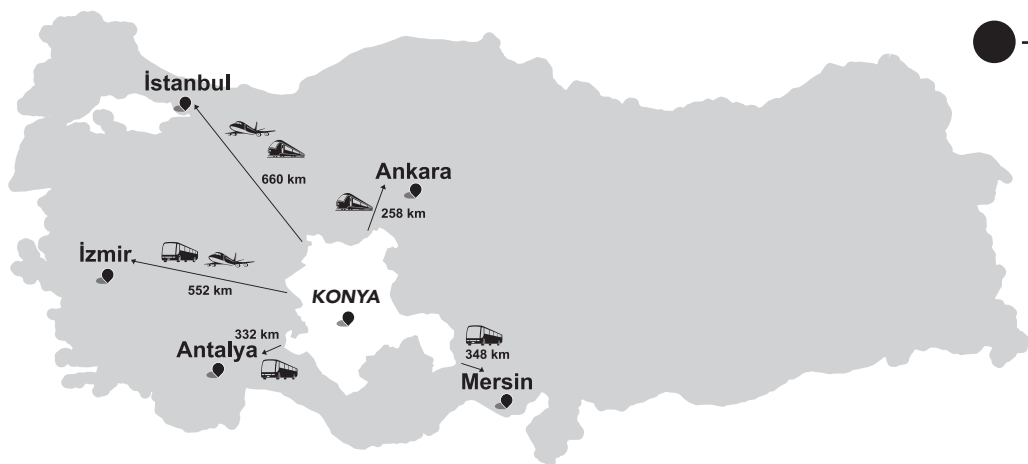 İstanbul
660 km
Ankara
258 km
İzmir
552 km
KONYA
332 km
Antalya
348 km
Mersin